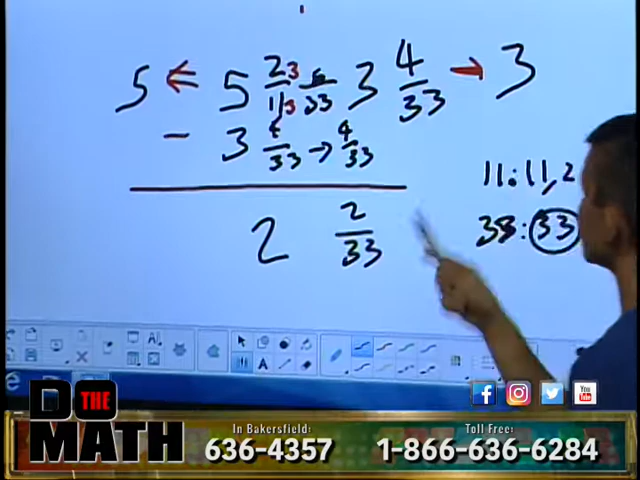 5 ← 5 2/11 3/3 6/33 3 4/33 → 3
− 3 4/33 → 4/33
11: 11, 2
33: 33
2 2/33
DO THE MATH
In Bakersfield: Toll Free:
636-4357 1-866-636-6284